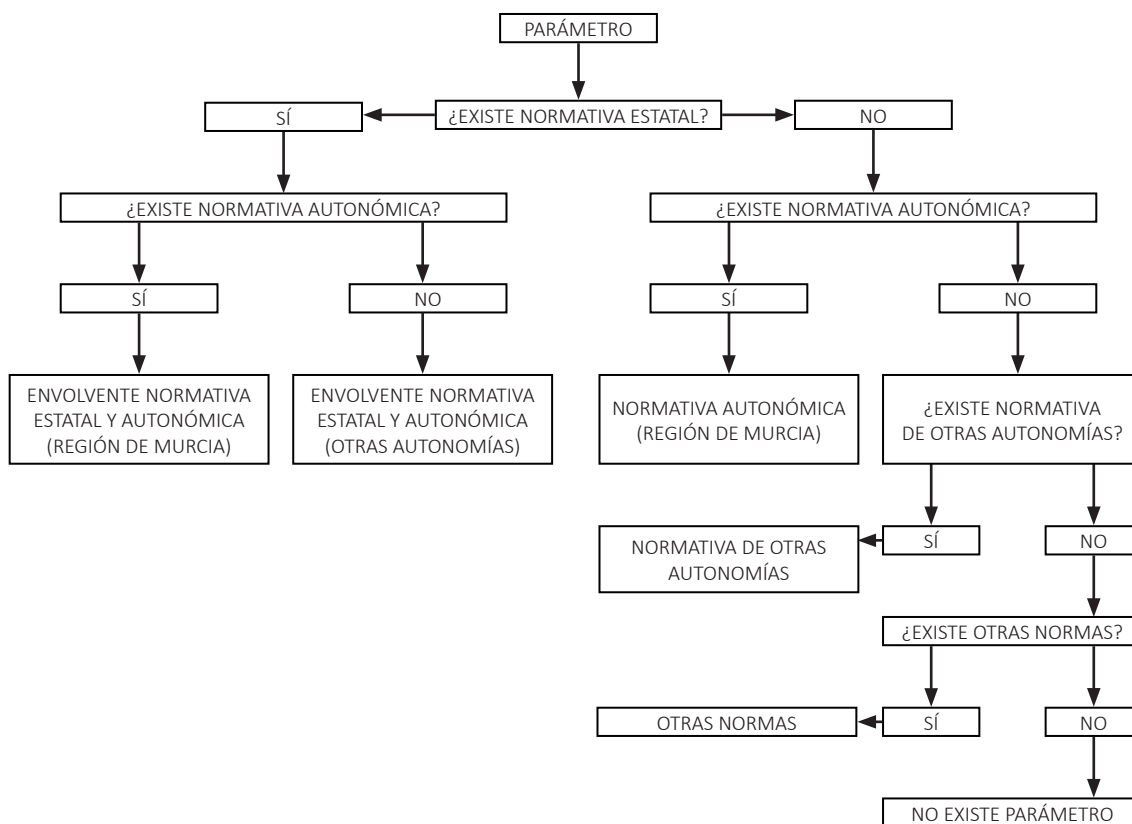 PARÁMETRO
SÍ
¿EXISTE NORMATIVA ESTATAL?
NO
¿EXISTE NORMATIVA AUTONÓMICA?
¿EXISTE NORMATIVA AUTONÓMICA?
SÍ
NO
SÍ
NO
ENVOLVENTE NORMATIVA
ESTATAL Y AUTONÓMICA
(REGIÓN DE MURCIA)
ENVOLVENTE NORMATIVA
ESTATAL Y AUTONÓMICA
(OTRAS AUTONOMÍAS)
NORMATIVA AUTONÓMICA
(REGIÓN DE MURCIA)
¿EXISTE NORMATIVA
DE OTRAS AUTONOMÍAS?
NORMATIVA DE OTRAS
AUTONOMÍAS
SÍ
NO
¿EXISTE OTRAS NORMAS?
OTRAS NORMAS
SÍ
NO
NO EXISTE PARÁMETRO